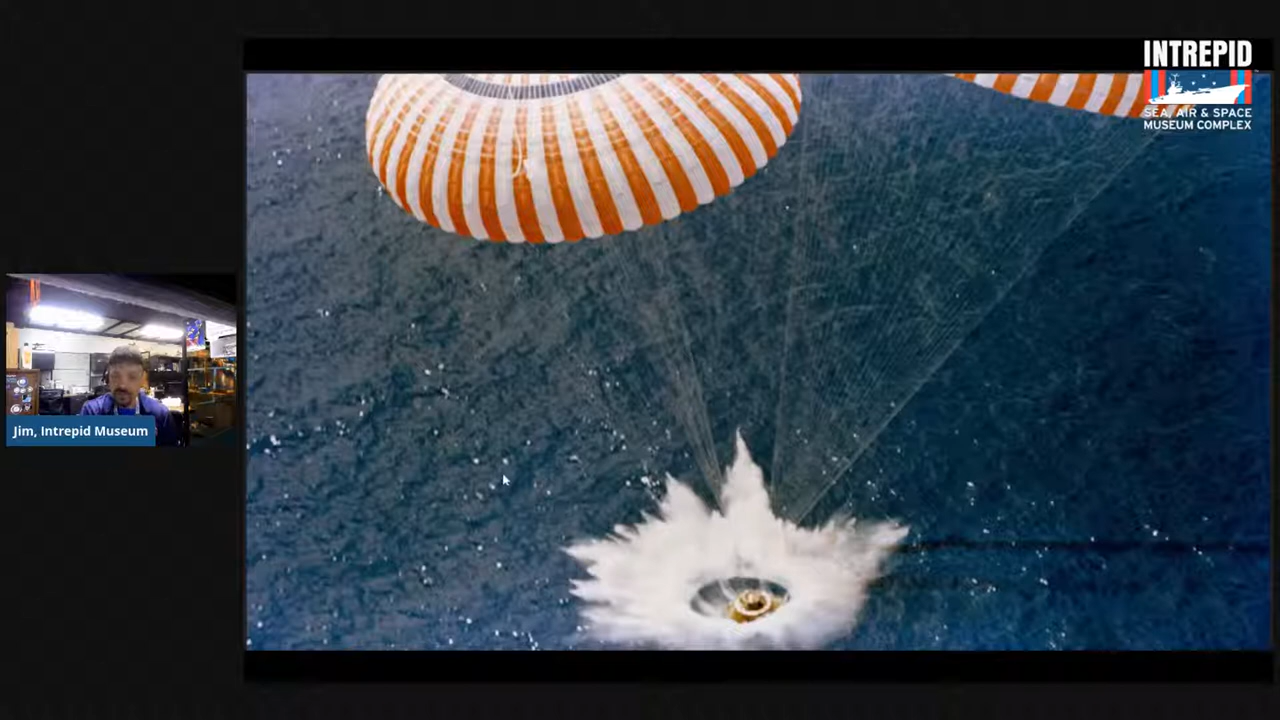 INTREPID
SEA, AIR & SPACE
MUSEUM COMPLEX
Jim, Intrepid Museum